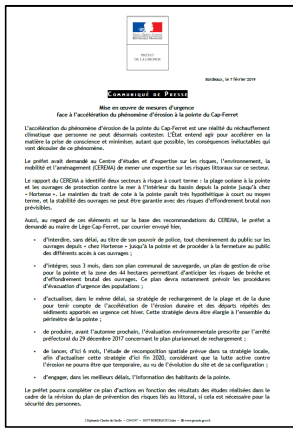 PRÉFET
DE LA GIRONDE
Bordeaux, le 7 février 2019
COMMUNIQUÉ DE PRESSE
Mise en œuvre de mesures d'urgence
face à l'accélération du phénomène d'érosion à la pointe du Cap-Ferret
L'accélération du phénomène d'érosion de la pointe du Cap-Ferret est une réalité du réchauffement
climatique que personne ne peut désormais contester. L'État entend agir pour accélérer en la
matière la prise de conscience et minimiser, autant que possible, les conséquences inéluctables qui
vont découler de ce phénomène.
Le préfet avait demandé au Centre d'études et d'expertise sur les risques, l'environnement, la
mobilité et l'aménagement (CEREMA) de mener une expertise sur les risques littoraux sur ce secteur.
Le rapport du CEREMA a identifié deux secteurs à risque à court terme : la plage océane à la pointe
et les ouvrages de protection contre la mer à l'intérieur du bassin depuis la pointe jusqu'à chez
« Hortense ». Le maintien du trait de cote à la pointe paraît très hypothétique à court ou moyen
terme, et la stabilité des ouvrages ne peut être garantie avec des risques d'effondrement brutal non
prévisibles.
Aussi, au regard de ces éléments et sur la base des recommandations du CEREMA, le préfet a
demandé au maire de Lège-Cap-Ferret, par courrier envoyé hier,
• d'interdire, sans délai, au titre de son pouvoir de police, tout cheminement du public sur les
ouvrages depuis « chez Hortense » jusqu'à la pointe et de procéder à la fermeture au public
des différents accès à ces ouvrages ;
• d'intégrer, sous 3 mois, dans son plan communal de sauvegarde, un plan de gestion de crise
pour la pointe et la zone des 44 hectares permettant d'anticiper les risques de brèche et
d'effondrement brutal des ouvrages. Ce plan devra notamment prévoir les procédures
d'évacuation d'urgence des populations ;
• d'actualiser, dans le même délai, sa stratégie de rechargement de la plage et de la dune
pour tenir compte de l'accélération de l'érosion dunaire et des départs répétés des
sédiments apportés en urgence cet hiver. Cette stratégie devra être élargie à l'ensemble du
périmètre de la pointe ;
• de produire, avant l'automne prochain, l'évaluation environnementale prescrite par l'arrêté
préfectoral du 29 décembre 2017 concernant le plan pluriannuel de rechargement ;
• de lancer, d'ici 6 mois, l'étude de recomposition spatiale prévue dans sa stratégie locale,
afin d'actualiser cette stratégie d'ici fin 2020, considérant que la lutte active contre
l'érosion ne pourra être que temporaire, au vu de l'évolution du site et de sa configuration ;
• d'engager, dans les meilleurs délais, l'information des habitants de la pointe.
Le préfet pourra compléter ce plan d'actions en fonction des résultats des études réalisées dans le
cadre de la révision du plan de prévention des risques liés au littoral, si cela est nécessaire pour la
sécurité des personnes.